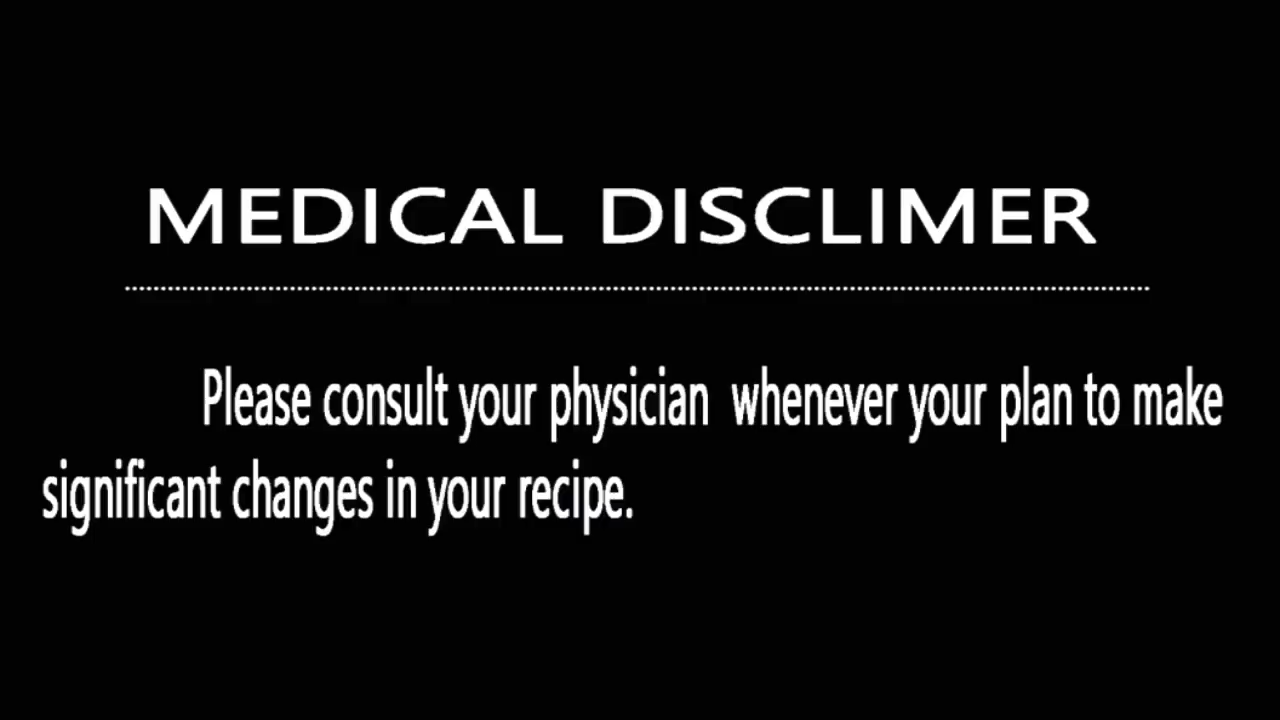 MEDICAL DISCLIMER
Please consult your physician whenever your plan to make
significant changes in your recipe.